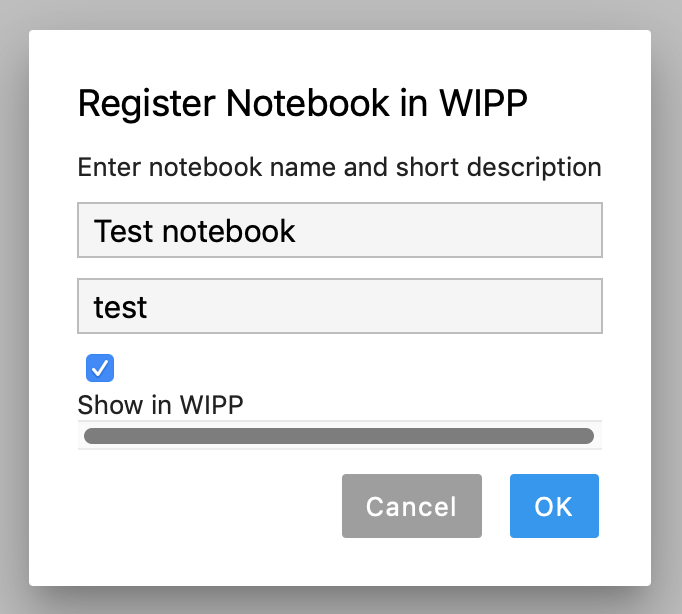 Register Notebook in WIPP
Enter notebook name and short description
Test notebook
test
Show in WIPP
Cancel OK